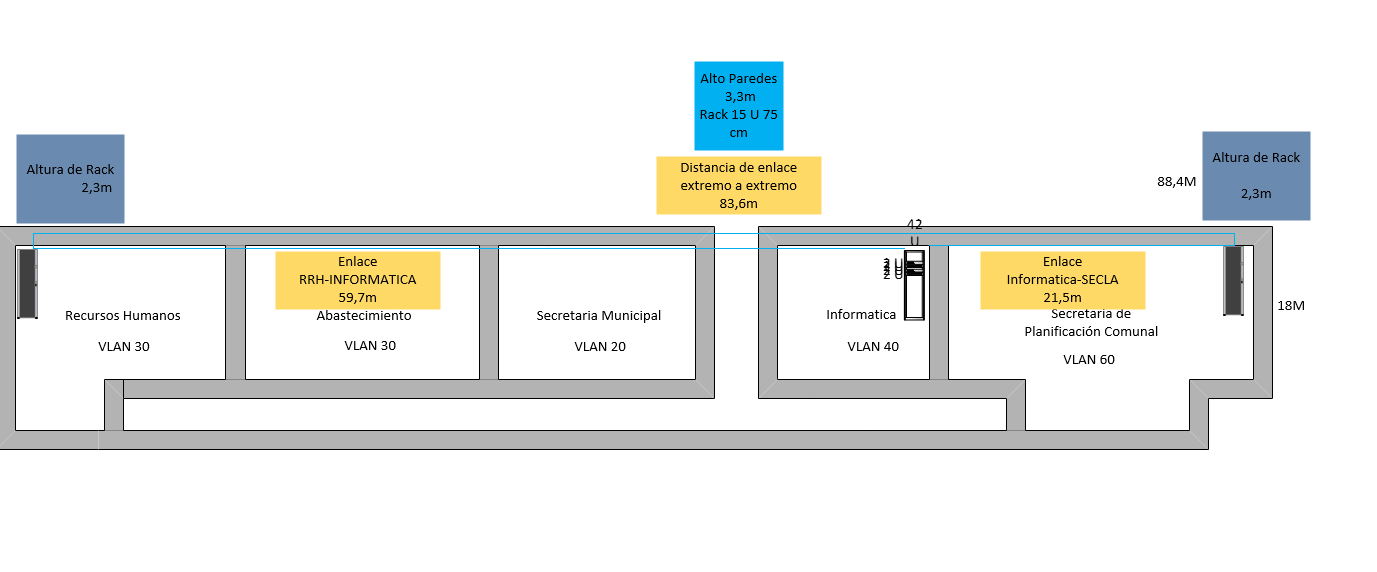 Alto Paredes
3,3m
Rack 15 U 75
cm
Altura de Rack
2,3m
Distancia de enlace
extremo a extremo
83,6m
88,4M
Altura de Rack
2,3m
42
U
Enlace
RRH-INFORMATICA
59,7m
2 U
2 U
Enlace
Informatica-SECLA
21,5m
18M
Recursos Humanos
VLAN 30
Abastecimiento
VLAN 30
Secretaria Municipal
VLAN 20
Informatica
VLAN 40
Secretaria de
Planificación Comunal
VLAN 60